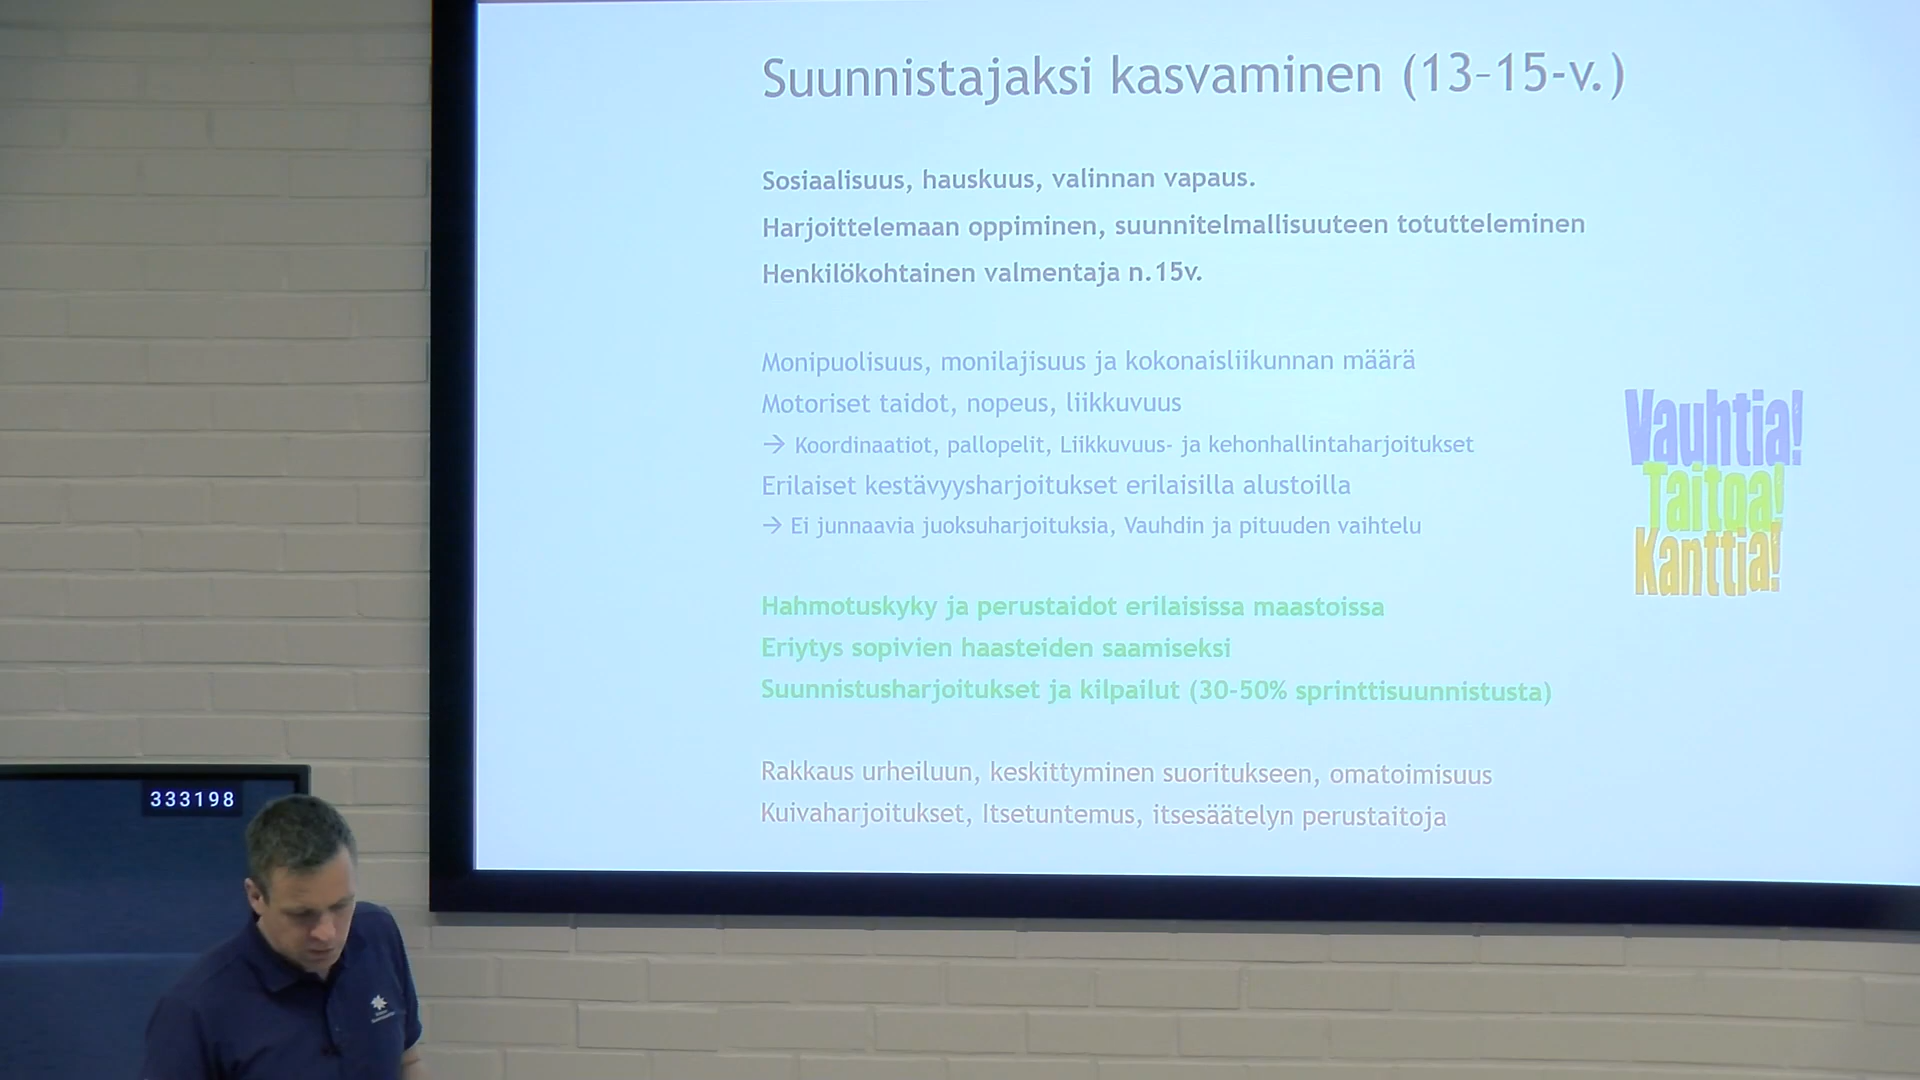 Suunnistajaksi kasvaminen (13-15-v.)
Sosiaalisuus, hauskuus, valinnan vapaus.
Harjoittelemaan oppiminen, suunnitelmallisuuteen totutteleminen
Henkilökohtainen valmentaja n.15v.
Monipuolisuus, monilajisuus ja kokonaisliikunnan määrä
Motoriset taidot, nopeus, liikkuvuus
→ Koordinaatiot, pallopelit, Liikkuvuus- ja kehonhallintaharjoitukset
Erilaiset kestävyysharjoitukset erilaisilla alustoilla
→ Ei junnaavia juoksuharjoituksia, Vauhdin ja pituuden vaihtelu
Vauhtia!
Taitoa!
Kanttia!
Hahmotuskyky ja perustaidot erilaisissa maastoissa
Eriytys sopivien haasteiden saamiseksi
Suunnistusharjoitukset ja kilpailut (30-50% sprinttisuunnistusta)
Rakkaus urheiluun, keskittyminen suoritukseen, omatoimisuus
Kuivaharjoitukset, Itsetuntemus, itsesäätelyn perustaitoja
333198